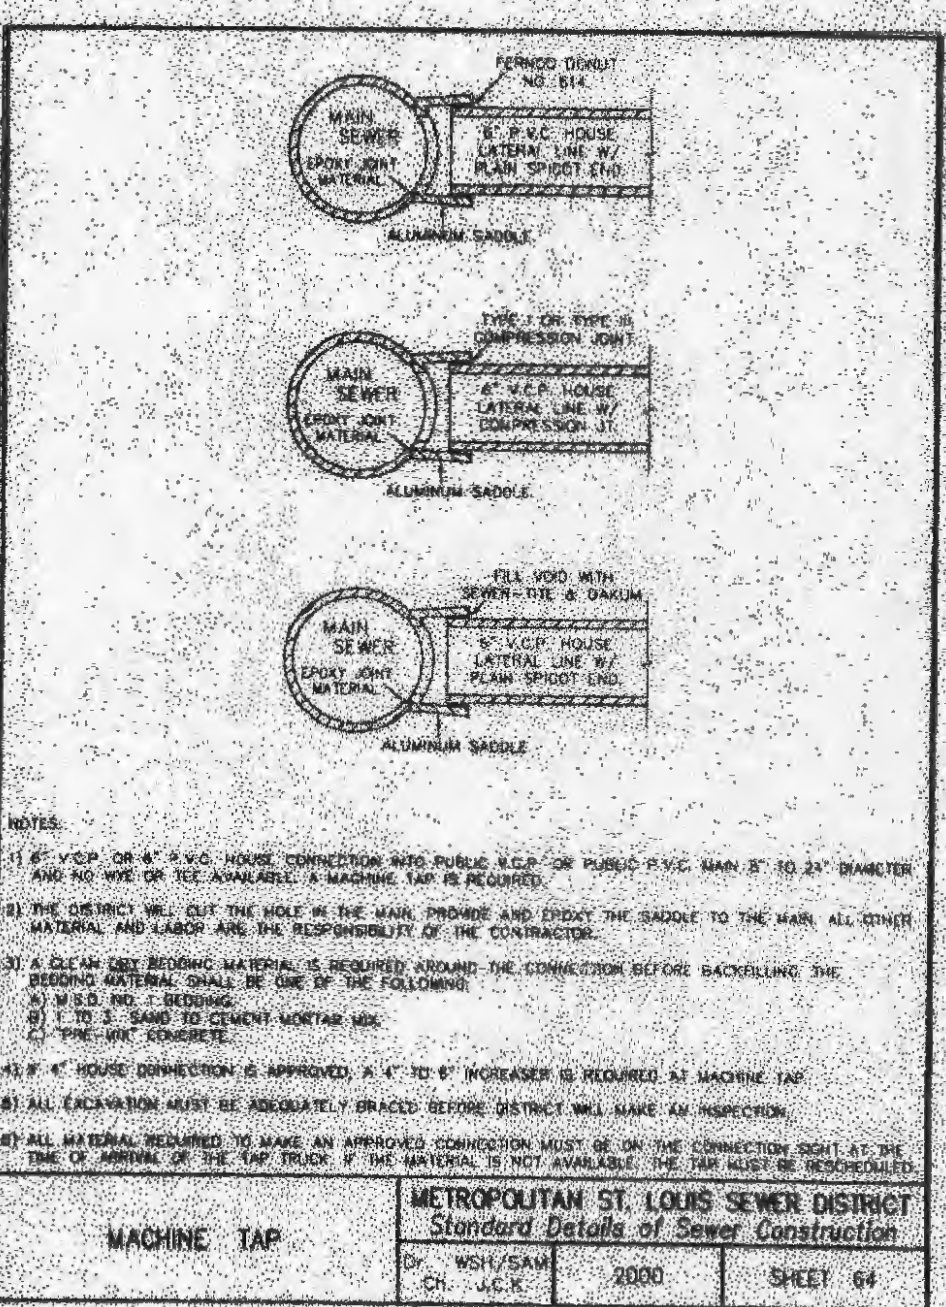 FERNCO DONUT
NO. 614
MAIN
SEWER
EPOXY JOINT
MATERIAL
6" P.V.C. HOUSE
LATERAL LINE W/
PLAIN SPIGOT END.
ALUMINUM SADDLE
TYPE I OR TYPE III
COMPRESSION JOINT
MAIN
SEWER
EPOXY JOINT
MATERIAL
6" V.C.P. HOUSE
LATERAL LINE W/
COMPRESSION JT.
ALUMINUM SADDLE.
FILL VOID WITH
SEWER-TITE & OAKUM
MAIN
SEWER
EPOXY JOINT
MATERIAL
6" V.C.P. HOUSE
LATERAL LINE W/
PLAIN SPIGOT END.
ALUMINUM SADDLE
NOTES:
1) 6" V.C.P. OR 6" P.V.C. HOUSE CONNECTION INTO PUBLIC V.C.P. OR PUBLIC P.V.C. MAIN 8" TO 24" DIAMETER
AND NO WYE OR TEE AVAILABLE. A MACHINE TAP IS REQUIRED.
2) THE DISTRICT WILL CUT THE HOLE IN THE MAIN, PROVIDE AND EPOXY THE SADDLE TO THE MAIN. ALL OTHER
MATERIAL AND LABOR ARE THE RESPONSIBILITY OF THE CONTRACTOR.
3) A CLEAN DRY BEDDING MATERIAL IS REQUIRED AROUND THE CONNECTION BEFORE BACKFILLING. THE
BEDDING MATERIAL SHALL BE ONE OF THE FOLLOWING:
A) M.S.D. NO. 1 BEDDING.
B) 1 TO 3 SAND TO CEMENT MORTAR MIX.
C) "PRE-MIX" CONCRETE.
4) IF 4" HOUSE CONNECTION IS APPROVED, A 4" TO 6" INCREASER IS REQUIRED AT MACHINE TAP.
5) ALL EXCAVATION MUST BE ADEQUATELY BRACED BEFORE DISTRICT WILL MAKE AN INSPECTION.
6) ALL MATERIAL REQUIRED TO MAKE AN APPROVED CONNECTION MUST BE ON THE CONNECTION SIGHT AT THE
TIME OF ARRIVAL OF THE TAP TRUCK. IF THE MATERIAL IS NOT AVAILABLE, THE TAP MUST BE RESCHEDULED.
MACHINE TAP
METROPOLITAN ST. LOUIS SEWER DISTRICT
Standard Details of Sewer Construction
Dr. WSH/SAM
CH. J.C.K.
2000
SHEET 64